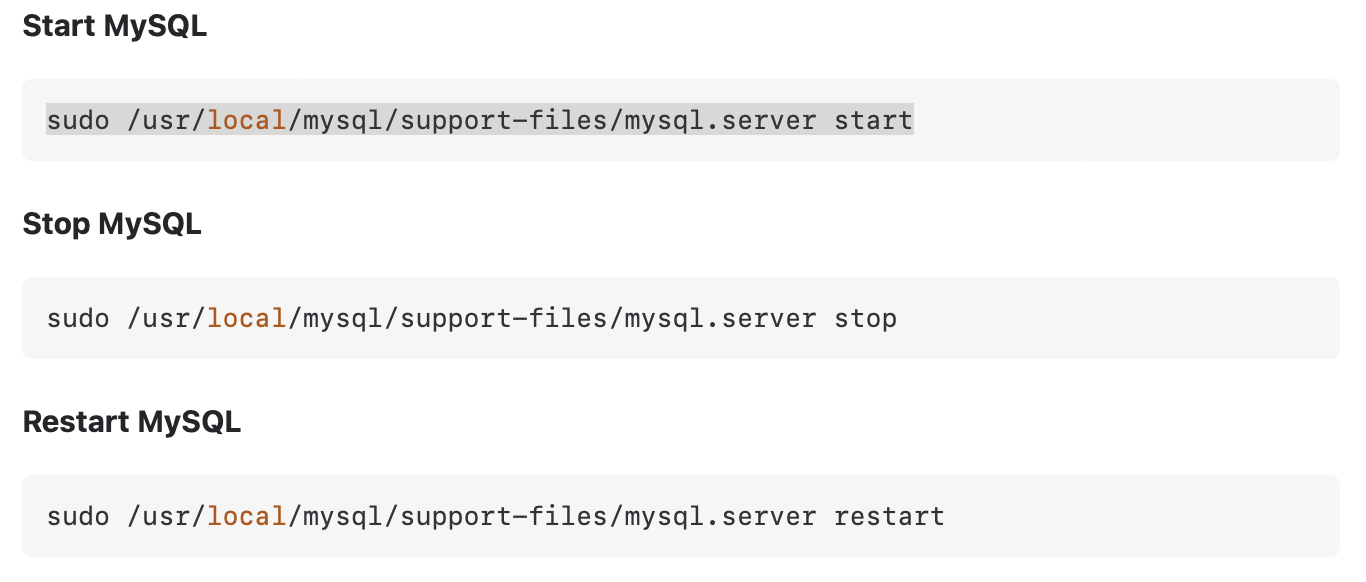 Start MySQL
sudo /usr/local/mysql/support-files/mysql.server start
Stop MySQL
sudo /usr/local/mysql/support-files/mysql.server stop
Restart MySQL
sudo /usr/local/mysql/support-files/mysql.server restart